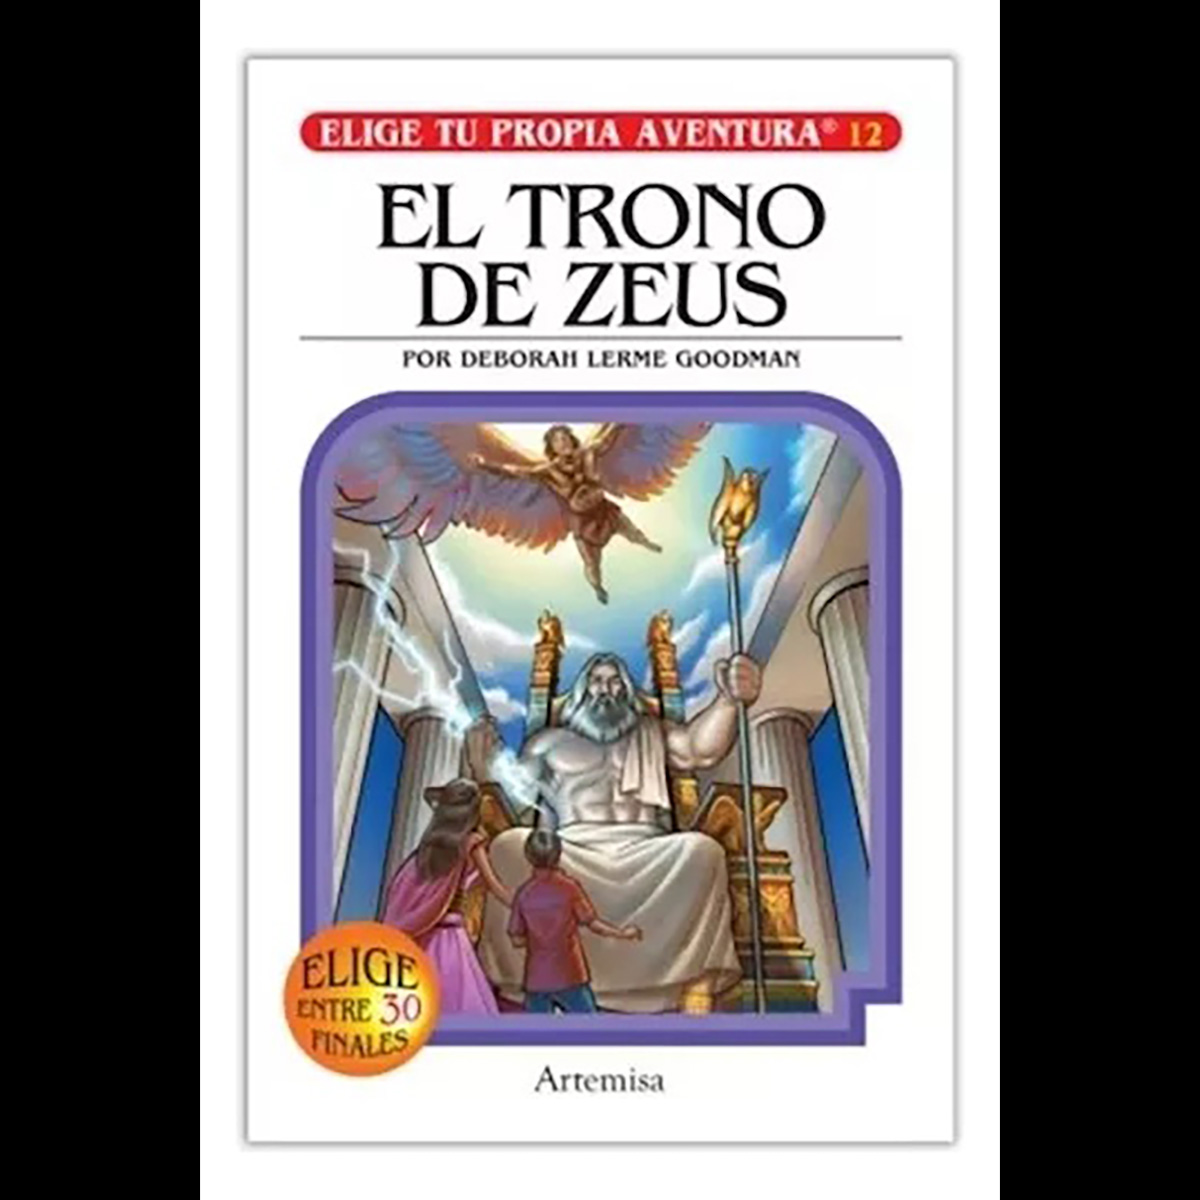 ELIGE TU PROPIA AVENTURA® 12
EL TRONO
DE ZEUS
POR DEBORAH LERME GOODMAN
ELIGE
ENTRE 30
FINALES
Artemisa